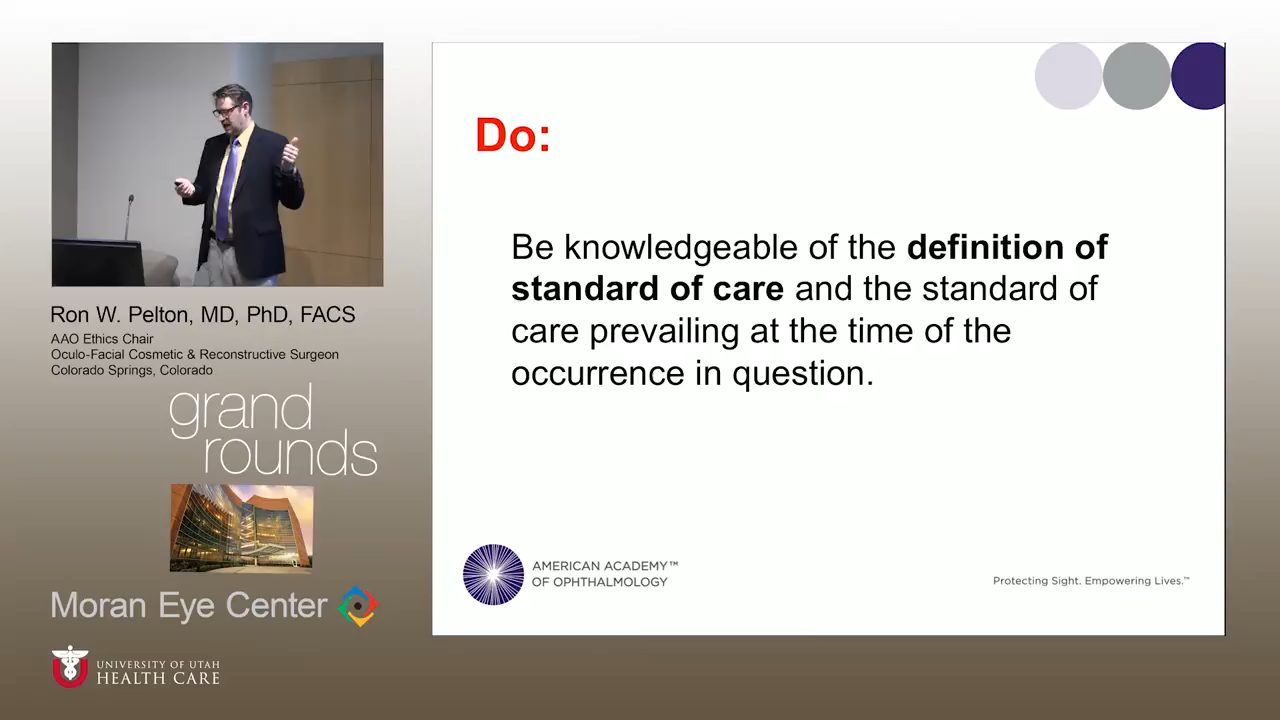 Ron W. Pelton, MD, PhD, FACS
AAO Ethics Chair
Oculo-Facial Cosmetic & Reconstructive Surgeon
Colorado Springs, Colorado
grand
rounds
Moran Eye Center
UNIVERSITY OF UTAH
HEALTH CARE
Do:
Be knowledgeable of the definition of
standard of care and the standard of
care prevailing at the time of the
occurrence in question.
AMERICAN ACADEMY™
OF OPHTHALMOLOGY
Protecting Sight. Empowering Lives.™